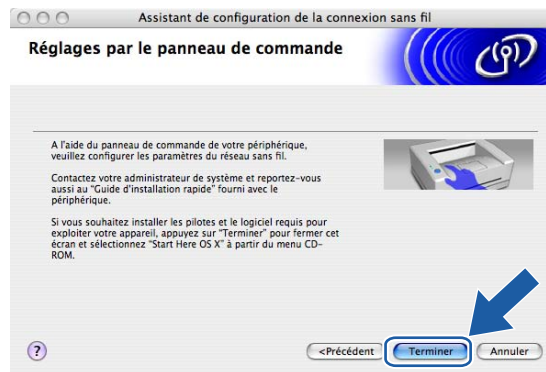 Assistant de configuration de la connexion sans fil
Réglages par le panneau de commande
A l'aide du panneau de commande de votre périphérique,
veuillez configurer les paramètres du réseau sans fil.
Contactez votre administrateur de système et reportez-vous
aussi au "Guide d'installation rapide" fourni avec le
périphérique.
Si vous souhaitez installer les pilotes et le logiciel requis pour
exploiter votre appareil, appuyez sur "Terminer" pour fermer cet
écran et sélectionnez "Start Here OS X" à partir du menu CD-
ROM.
?
<Précédent
Terminer
Annuler